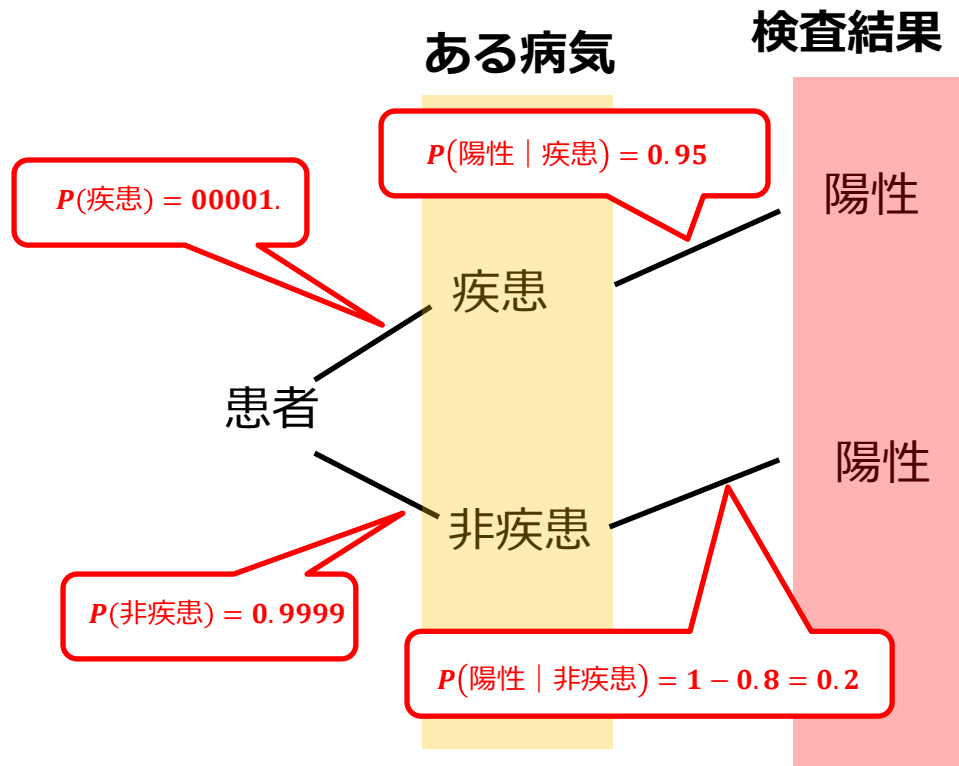 ある病気
検査結果
P(陽性｜疾患) = 0.95
P(疾患) = 00001.
陽性
疾患
患者
陽性
非疾患
P(非疾患) = 0.9999
P(陽性｜非疾患) = 1 − 0.8 = 0.2